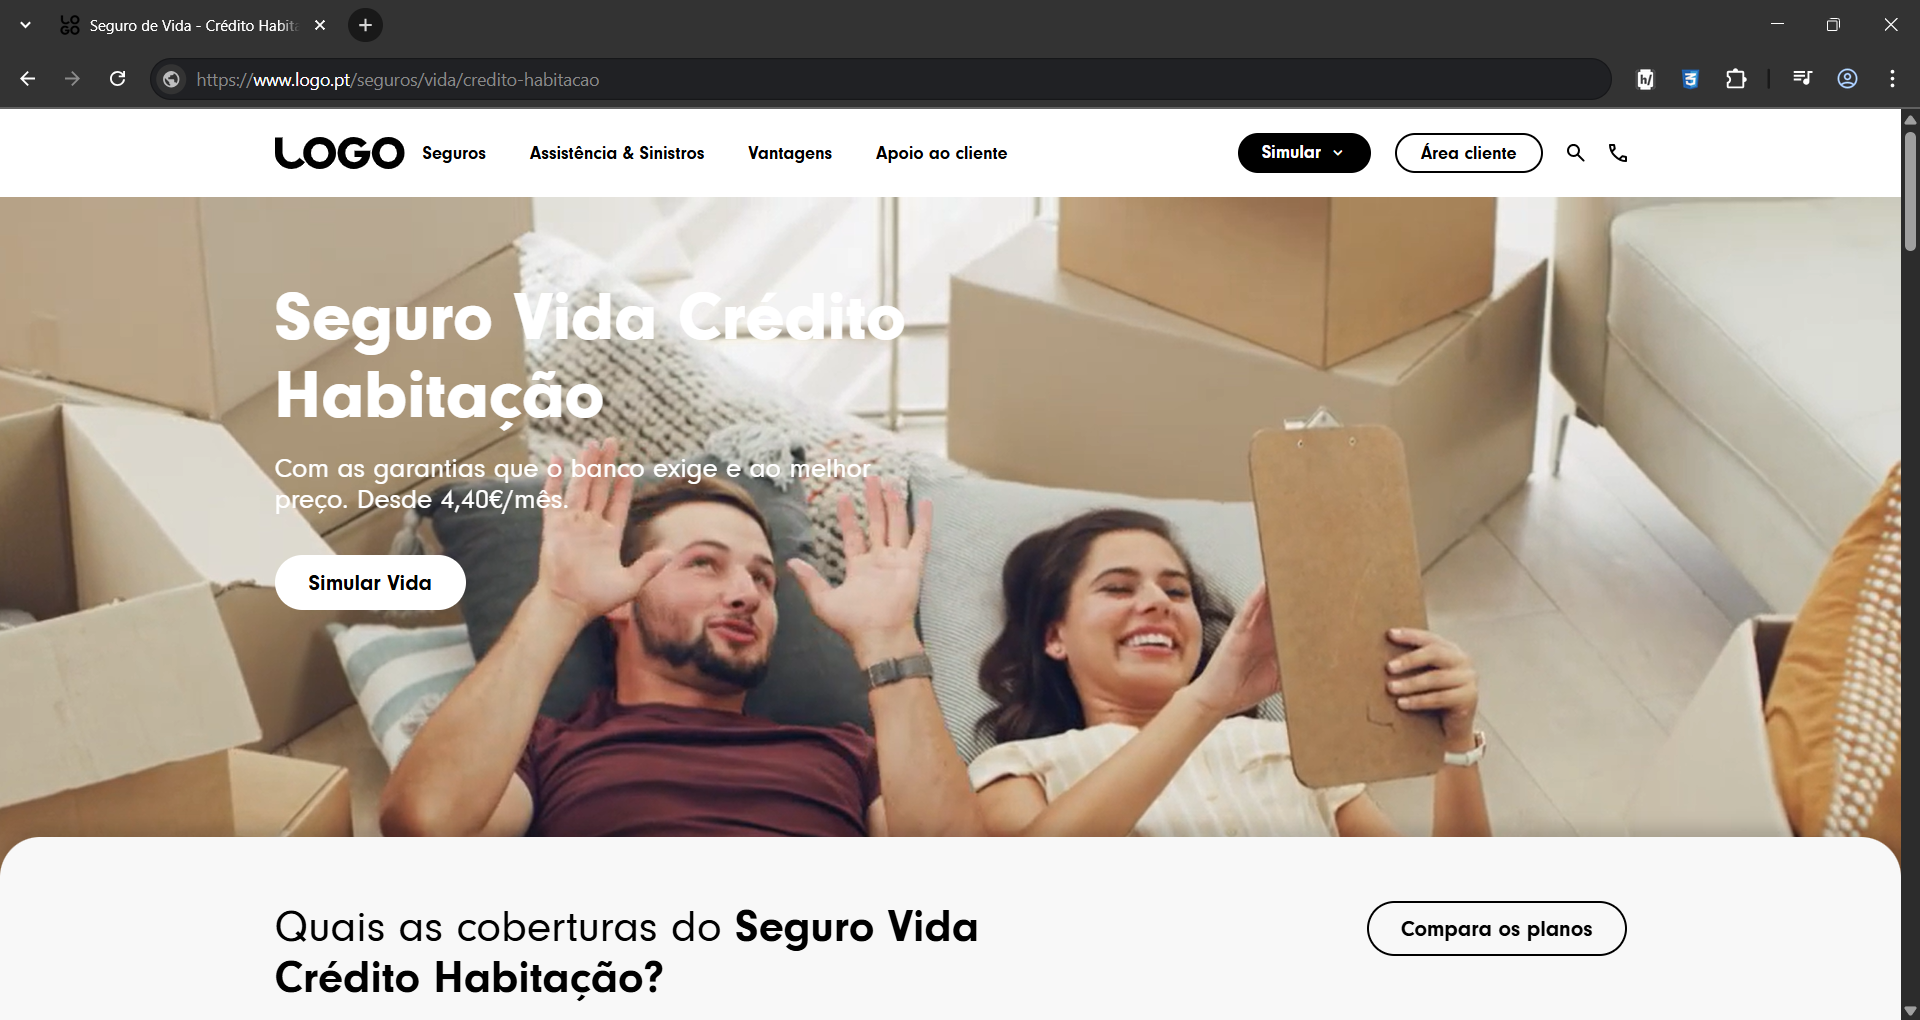 Seguro de Vida - Crédito Habita
https://www.logo.pt/seguros/vida/credito-habitacao
LOGO
Seguros
Assistência & Sinistros
Vantagens
Apoio ao cliente
Simular
Área cliente
Seguro Vida Crédito
Habitação
Com as garantias que o banco exige e ao melhor
preço. Desde 4,40€/mês.
Simular Vida
Quais as coberturas do Seguro Vida
Crédito Habitação?
Compara os planos